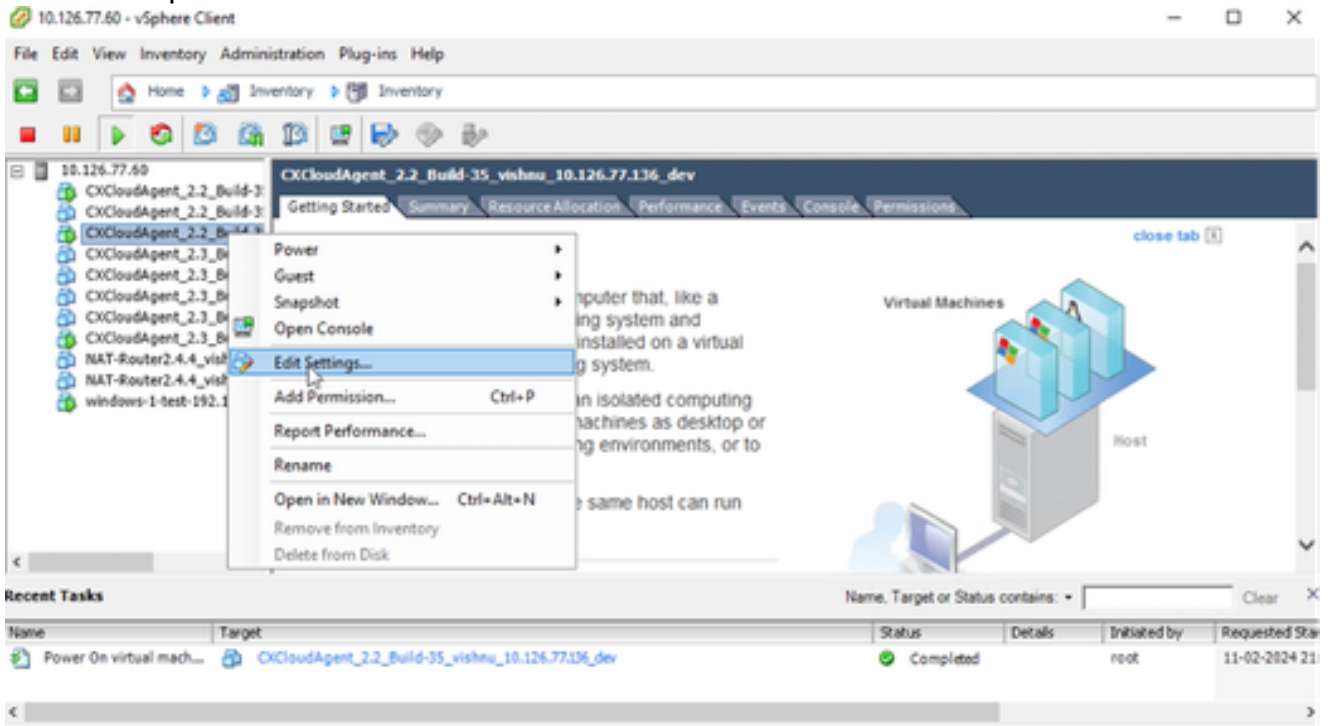 10.126.77.60 - vSphere Client
File Edit View Inventory Administration Plug-ins Help
Home Inventory Inventory
10.126.77.60
CXCloudAgent_2.2_Build-3
CXCloudAgent_2.2_Build-3
CXCloudAgent_2.2_Build-3
CXCloudAgent_2.3_B
CXCloudAgent_2.3_B
CXCloudAgent_2.3_B
CXCloudAgent_2.3_B
CXCloudAgent_2.3_B
NAT-Router2.4.4_vish
NAT-Router2.4.4_vish
windows-1-test-192.1
CXCloudAgent_2.2_Build-35_vishnu_10.126.77.136_dev
Getting Started Summary Resource Allocation Performance Events Console Permissions
close tab
Power
Guest
Snapshot
Open Console
Edit Settings...
Add Permission... Ctrl+P
Report Performance...
Rename
Open in New Window... Ctrl+Alt+N
Remove from Inventory
Delete from Disk
mputer that, like a
ing system and
installed on a virtual
g system.
an isolated computing
machines as desktop or
ng environments, or to
same host can run
Virtual Machines
Host
Recent Tasks
Name, Target or Status contains: Clear
Name Target Status Details Initiated by Requested Star
Power On virtual mach... CXCloudAgent_2.2_Build-35_vishnu_10.126.77.136_dev Completed root 11-02-2024 21: